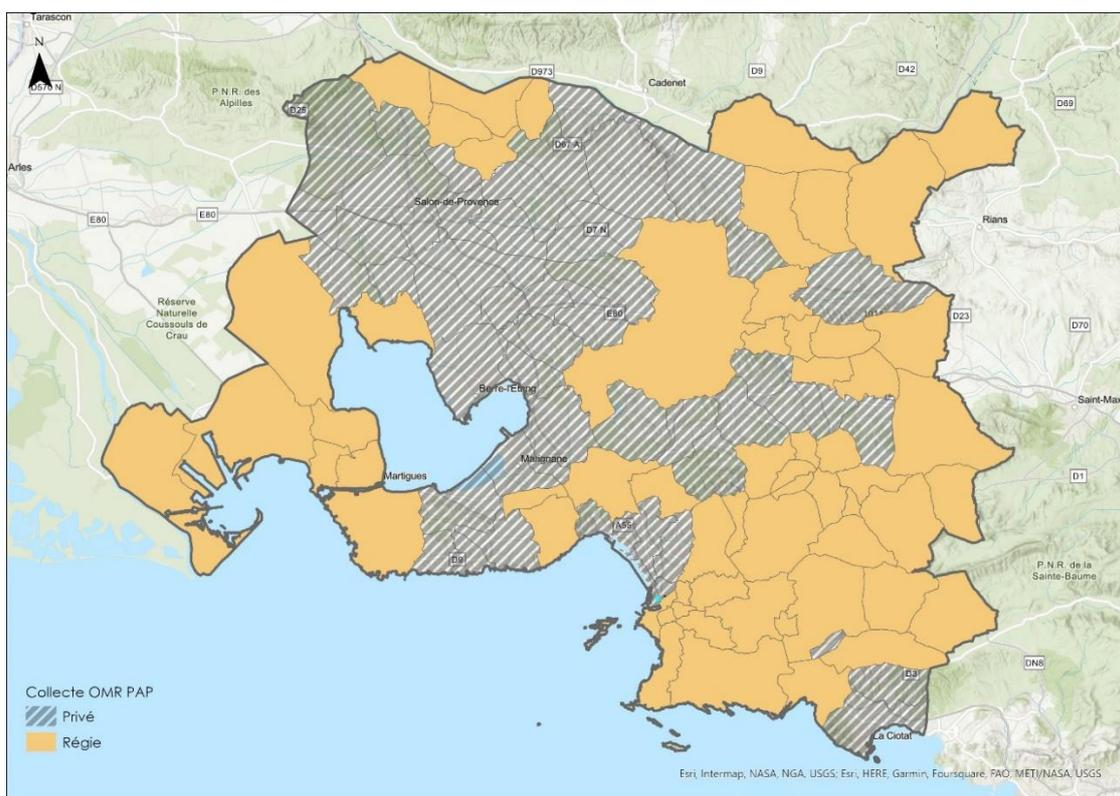 Tarascon
N
D570 N
P.N.R. des
Alpilles
D25
D973
Cadenet
D9
D42
D69
Arles
D67 A
E80
E80
Salon-de-Provence
D7 N
Rians
Réserve
Naturelle
Coussouls de
Crau
E80
D23
D70
Berre-l'Étang
Saint-Max
Marignane
Martigues
D1
A55
D9
P.N.R. de la
Sainte-Baume
DN8
D3
La Ciotat
Collecte OMR PAP
Privé
Régie
Esri, Intermap, NASA, NGA, USGS; Esri, HERE, Garmin, Foursquare, FAO, METI/NASA, USGS